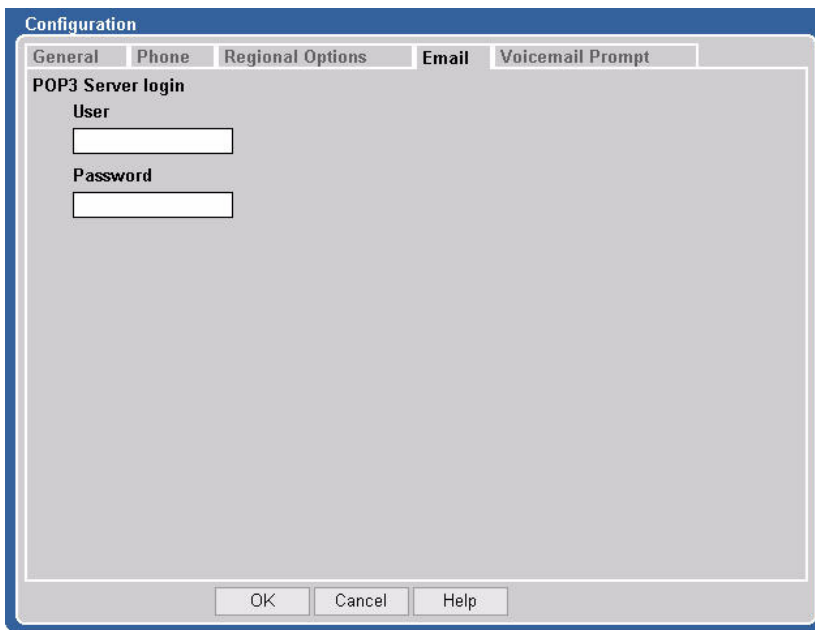 Configuration
General Phone Regional Options Email Voicemail Prompt
POP3 Server login
User
Password
OK Cancel Help